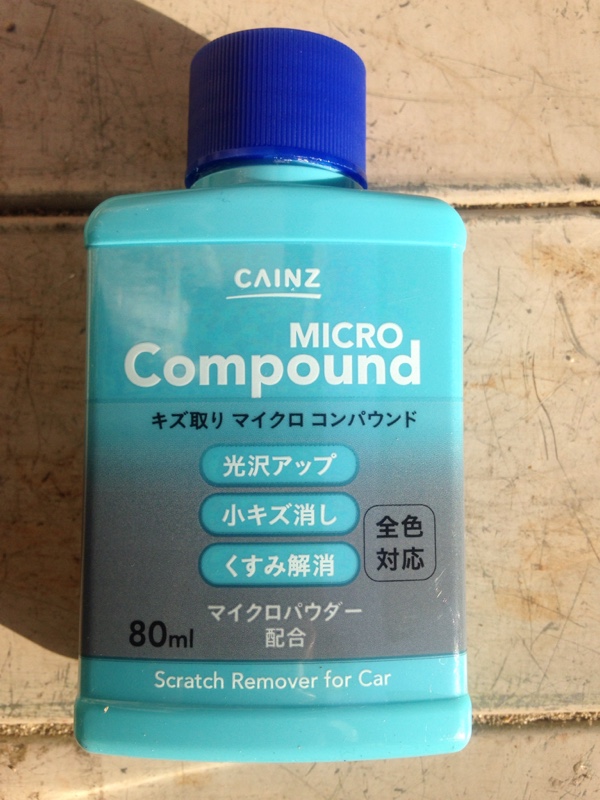 CAINZ
MICRO
Compound
キズ取り マイクロ コンパウンド
光沢アップ
小キズ消し
くすみ解消
全色
対応
マイクロパウダー
配合
80ml
Scratch Remover for Car